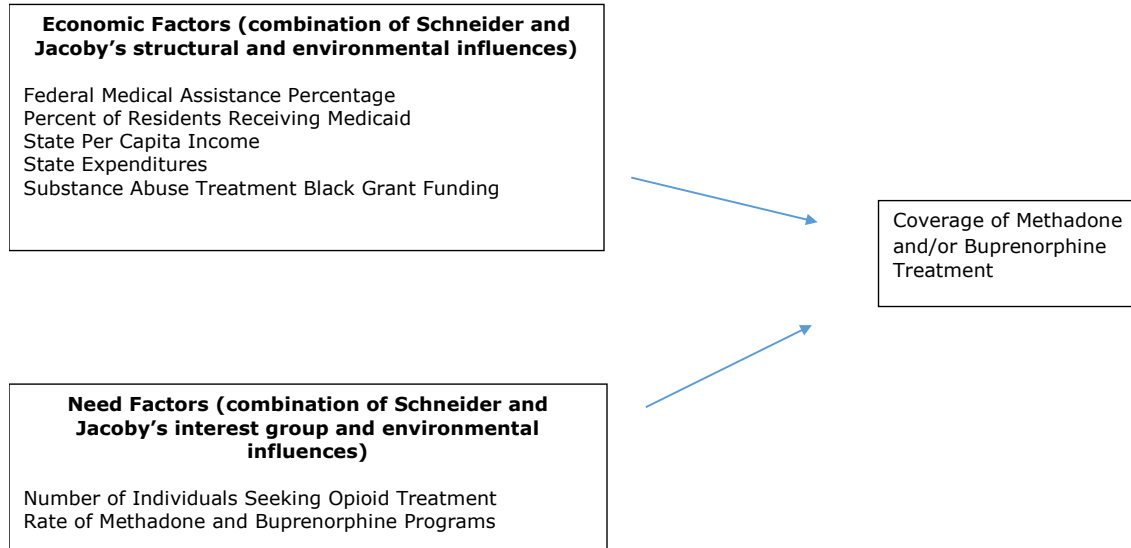 Economic Factors (combination of Schneider and
Jacoby’s structural and environmental influences)
Federal Medical Assistance Percentage
Percent of Residents Receiving Medicaid
State Per Capita Income
State Expenditures
Substance Abuse Treatment Black Grant Funding
Coverage of Methadone
and/or Buprenorphine
Treatment
Need Factors (combination of Schneider and
Jacoby’s interest group and environmental
influences)
Number of Individuals Seeking Opioid Treatment
Rate of Methadone and Buprenorphine Programs